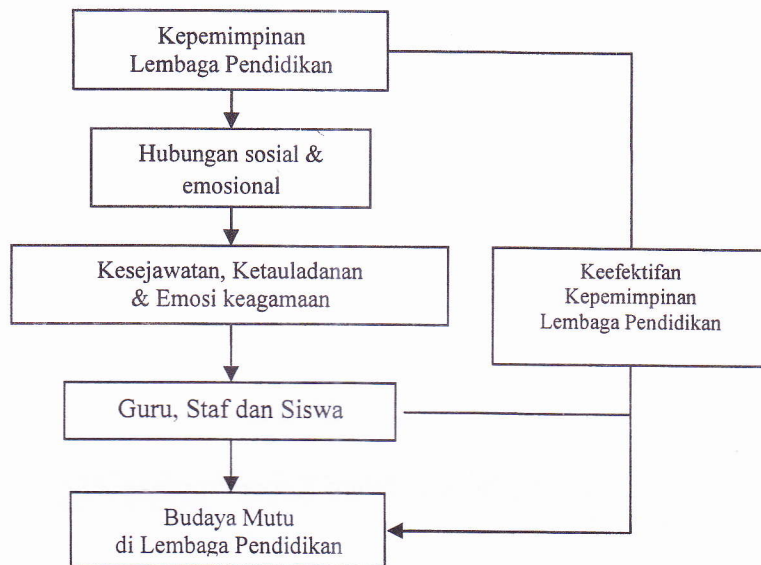 Kepemimpinan
Lembaga Pendidikan
Hubungan sosial &
emosional
Kesejawatan, Ketauladanan
& Emosi keagamaan
Keefektifan
Kepemimpinan
Lembaga Pendidikan
Guru, Staf dan Siswa
Budaya Mutu
di Lembaga Pendidikan